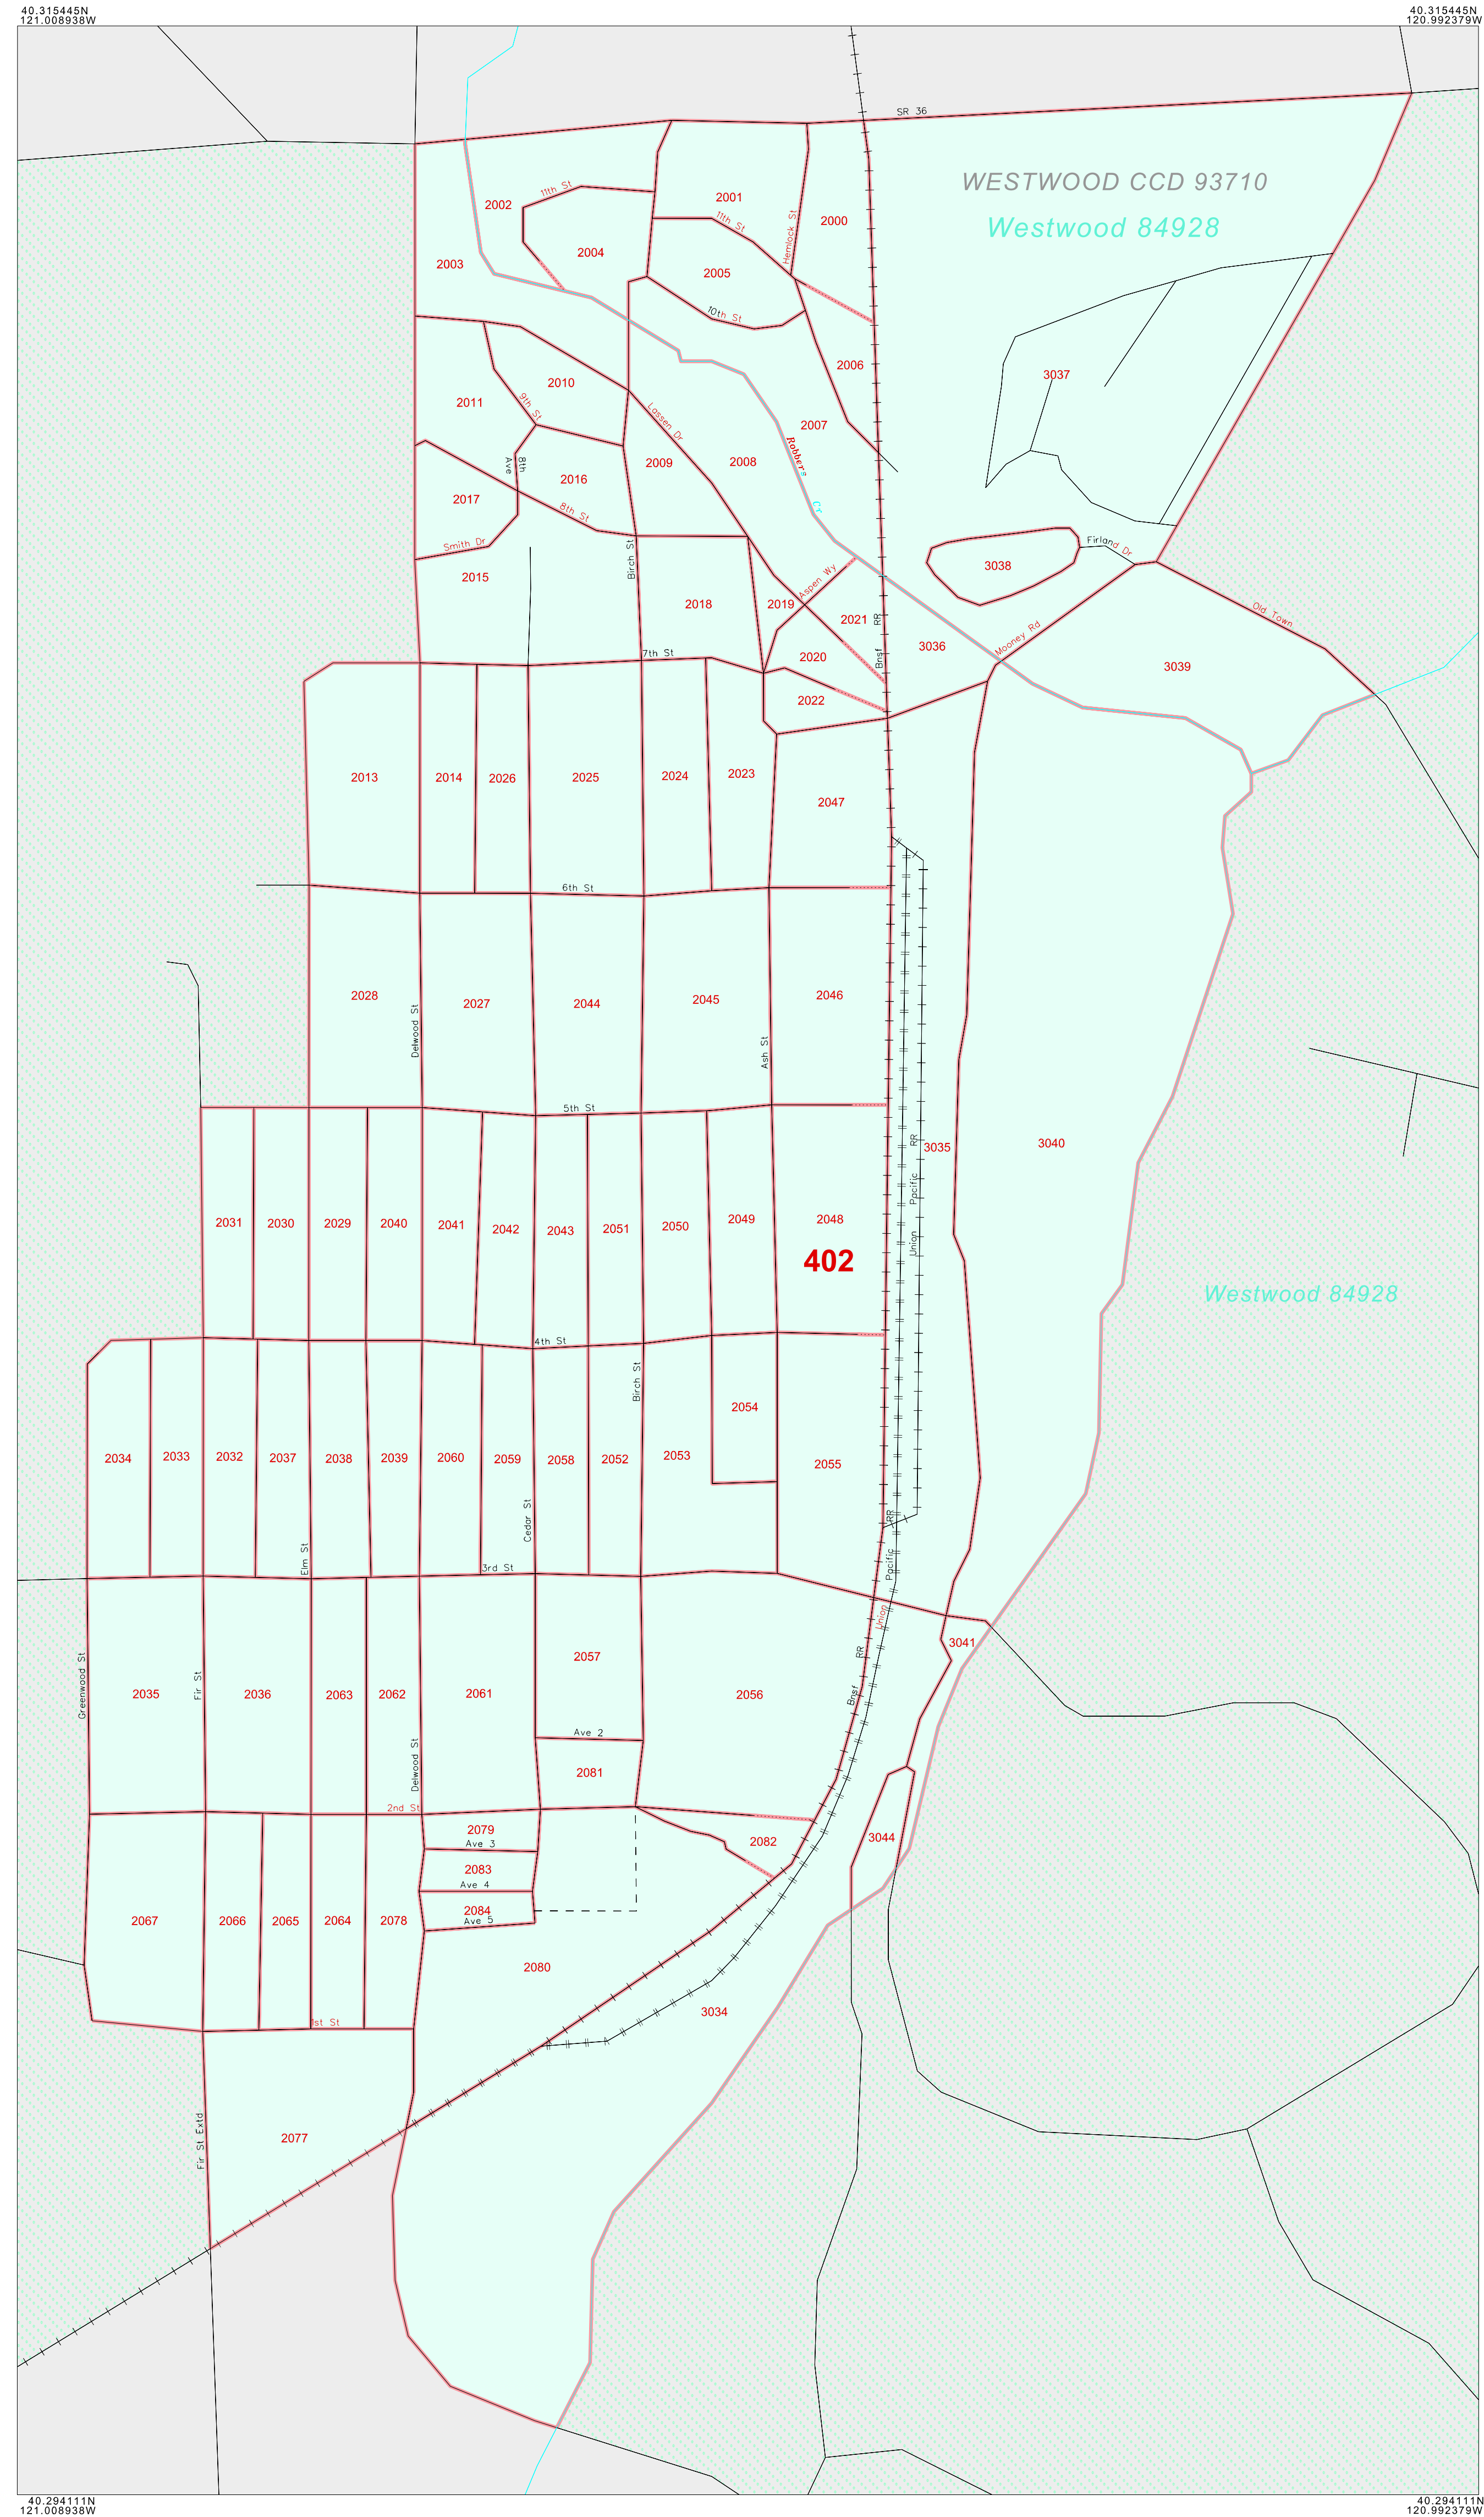 40.315445N
121.008938W
40.315445N
120.992379W
SR 36
WESTWOOD CCD 93710
Westwood 84928
2002
11th St
2001
11th St
Hemlock St
2000
2003
2004
2005
10th St
2006
3037
2011
2010
9th St
Lassen Dr
2007
Robbers
Cr
2009
2008
8th
Ave
2016
2017
8th St
Smith Dr
Birch St
2015
3038
Firland Dr
2018
2019
Aspen Wy
2021
RR
Bnsf
3036
Mooney Rd
Old Town
7th St
2020
3039
2022
2013
2014
2026
2025
2024
2023
2047
6th St
2028
Delwood St
2027
2044
2045
Ash St
2046
5th St
RR
3035
3040
Pacific
Union
2031
2030
2029
2040
2041
2042
2043
2051
2050
2049
2048
402
Westwood 84928
4th St
Birch St
2054
2034
2033
2032
2037
2038
2039
2060
2059
2058
2052
2053
2055
Cedar St
RR
Elm St
3rd St
Pacific
Union
3041
Greenwood St
Fir St
2057
RR
Bnsf
2035
2036
2063
2062
2061
2056
Delwood St
Ave 2
2081
2nd St
2079
Ave 3
2082
3044
2083
Ave 4
2084
Ave 5
2067
2066
2065
2064
2078
2080
3034
1st St
Fir St Extd
2077
40.294111N
121.008938W
40.294111N
120.992379W